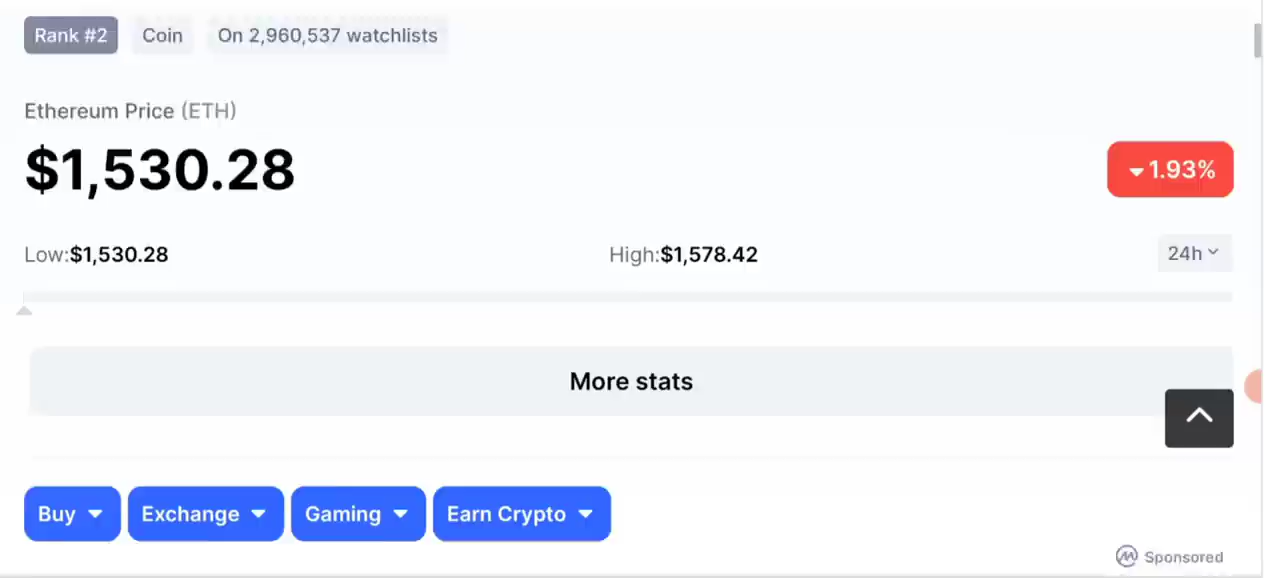 Rank #2 Coin On 2,960,537 watchlists
Ethereum Price (ETH)
$1,530.28
1.93%
Low:$1,530.28 High:$1,578.42 24h
More stats
Buy Exchange Gaming Earn Crypto
Sponsored